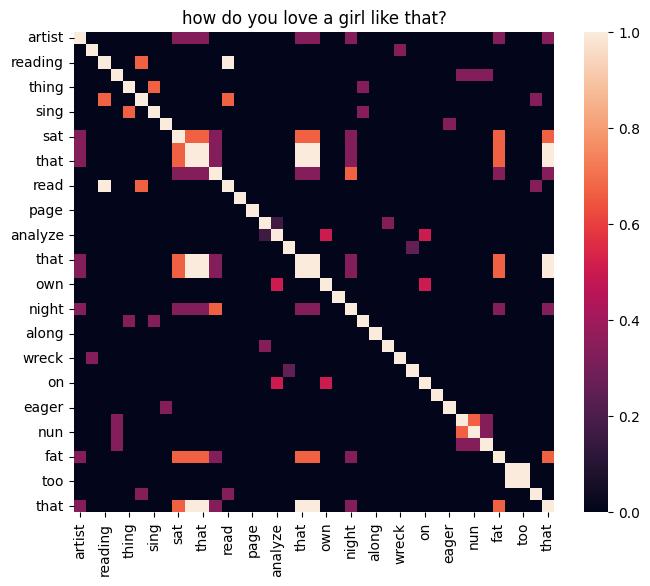 how do you love a girl like that?
artist
reading
thing
sing
sat
that
read
page
analyze
that
own
night
along
wreck
on
eager
nun
fat
too
that
1.0
0.8
0.6
0.4
0.2
0.0
artist
reading
thing
sing
sat
that
read
page
analyze
that
own
night
along
wreck
on
eager
nun
fat
too
that